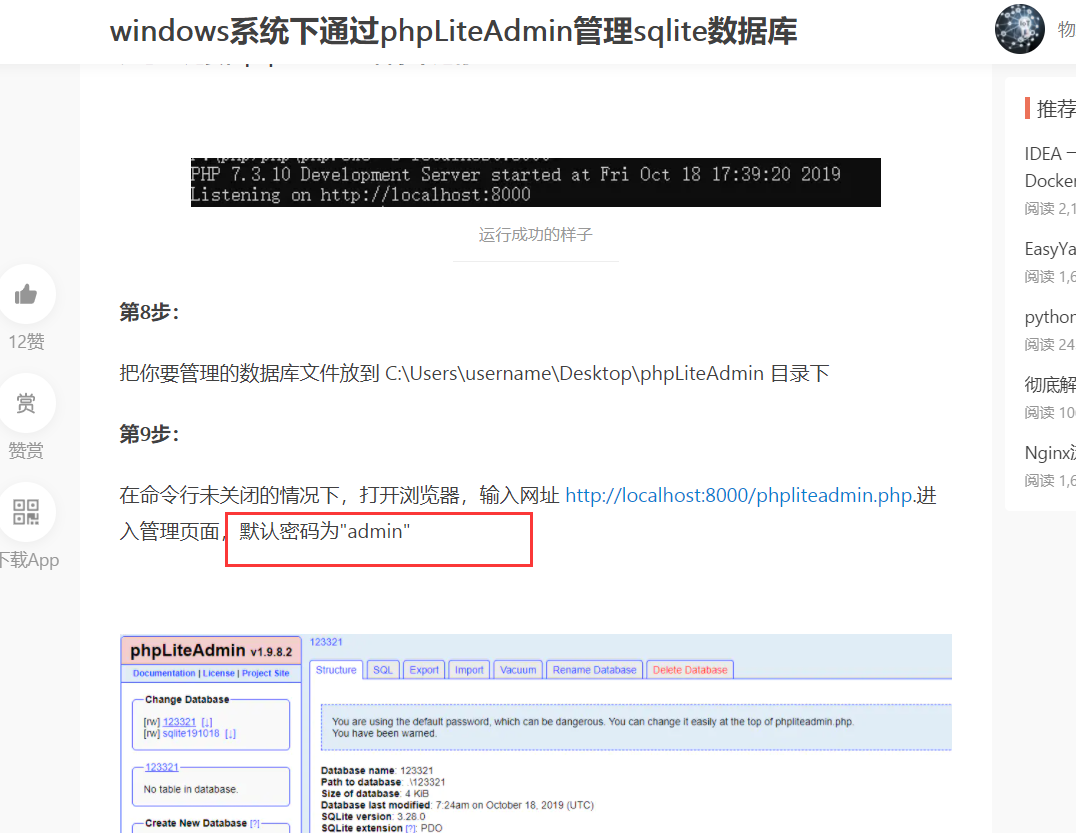 windows系统下通过phpLiteAdmin管理sqlite数据库
物
推荐
PHP 7.3.10 Development Server started at Fri Oct 18 17:39:20 2019
Listening on http://localhost:8000
运行成功的样子
IDEA 一
Docker
阅读 2,1
EasyYa
阅读 1,6
python
阅读 24
彻底解
阅读 10
Nginx
阅读 1,6
12赞
赏
赞赏
下载App
第8步：
把你要管理的数据库文件放到 C:\Users\username\Desktop\phpLiteAdmin 目录下
第9步：
在命令行未关闭的情况下，打开浏览器，输入网址 http://localhost:8000/phpliteadmin.php.进
入管理页面，默认密码为"admin"
phpLiteAdmin v1.9.8.2
Documentation | License | Project Site
Change Database
[rw] 123321 [↓]
[rw] sqlite191018 [↓]
123321
No table in database.
Create New Database [?]
123321
Structure SQL Export Import Vacuum Rename Database Delete Database
You are using the default password, which can be dangerous. You can change it easily at the top of phpliteadmin.php.
You have been warned.
Database name: 123321
Path to database: .\123321
Size of database: 4 KiB
Database last modified: 7:24am on October 18, 2019 (UTC)
SQLite version: 3.28.0
SQLite extension [?]: PDO